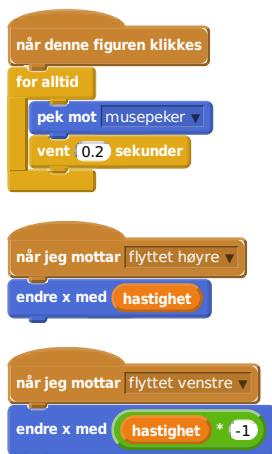 når denne figuren klikkes
for alltid
pek mot musepeker
vent 0.2 sekunder
når jeg mottar flyttet høyre
endre x med hastighet
når jeg mottar flyttet venstre
endre x med hastighet * -1